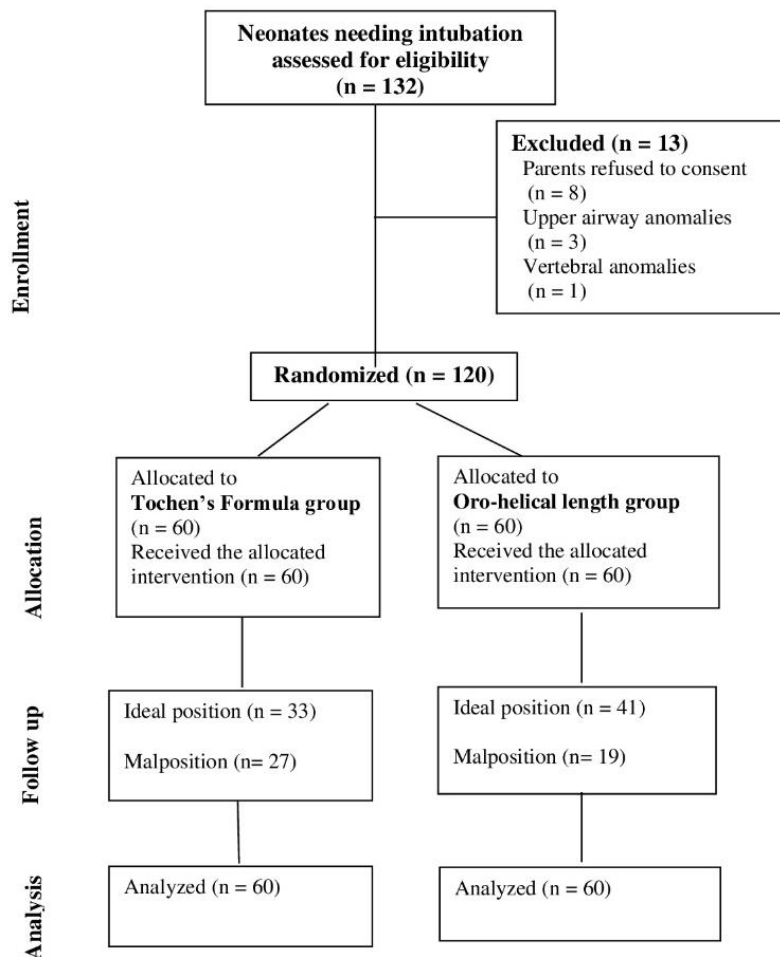 Neonates needing intubation
assessed for eligibility
(n = 132)
Excluded (n = 13)
Parents refused to consent
(n = 8)
Upper airway anomalies
(n = 3)
Vertebral anomalies
(n = 1)
Enrollment
Randomized (n = 120)
Allocated to
Tochen’s Formula group
(n = 60)
Received the allocated
intervention (n = 60)
Allocated to
Oro-helical length group
(n = 60)
Received the allocated
intervention (n = 60)
Allocation
Ideal position (n = 33)
Malposition (n= 27)
Ideal position (n = 41)
Malposition (n= 19)
Follow up
Analyzed (n = 60)
Analyzed (n = 60)
Analysis